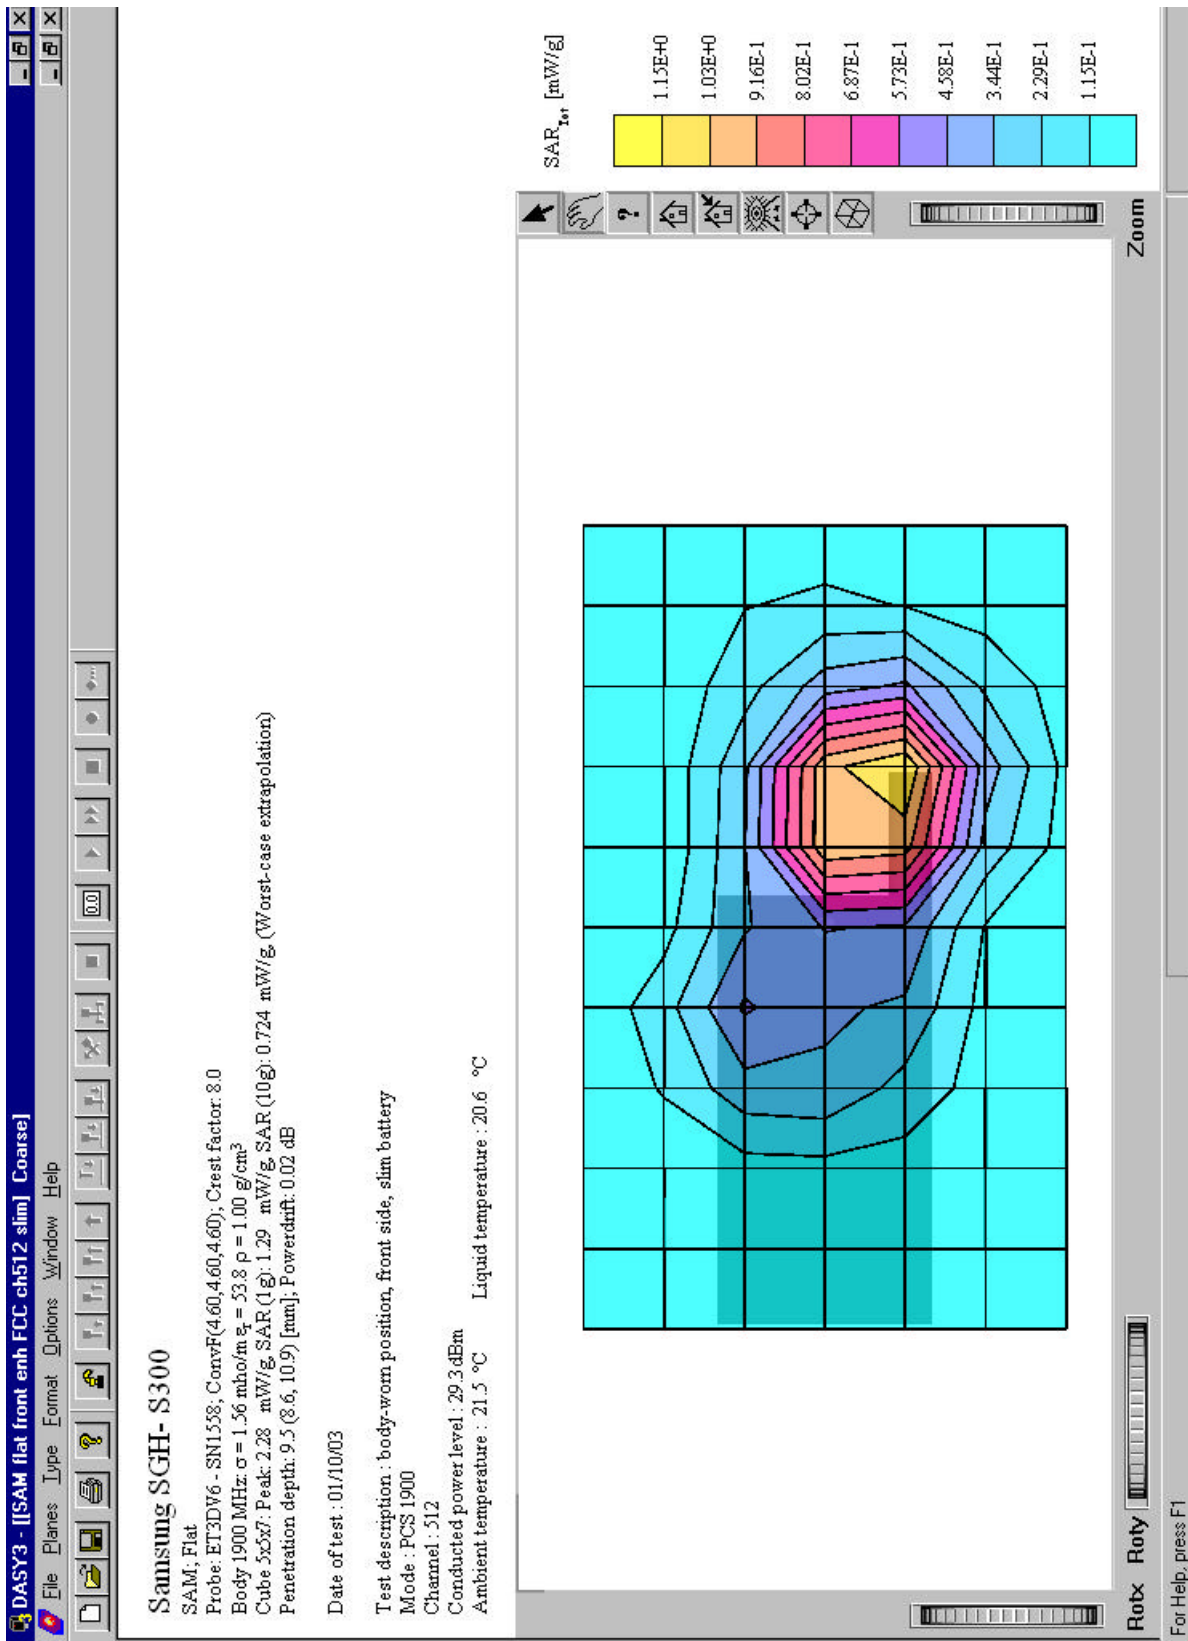 DASY3 - [[SAM flat front enh FCC ch512 slim] Coarse]
File Planes Type Format Options Window Help
0.0
Samsung SGH- S300
SAM; Flat
Probe: ET3DV6 - SN1558; ConvF(4.60,4.60,4.60); Crest factor: 8.0
Body 1900 MHz: σ = 1.56 mho/m εr = 53.8 ρ = 1.00 g/cm³
Cube 5x5x7: Peak: 2.28 mW/g, SAR (1g): 1.29 mW/g, SAR (10g): 0.724 mW/g, (Worst-case extrapolation)
Penetration depth: 9.5 (8.6, 10.9) [mm]; Powerdrift: 0.02 dB
Date of test : 01/10/03
Test description : body-worn position, front side, slim battery
Mode : PCS 1900
Channel : 512
Conducted power level : 29.3 dBm
Ambient temperature : 21.5 °C Liquid temperature : 20.6 °C
SARTot [mW/g]
1.15E+0
1.03E+0
9.16E-1
8.02E-1
6.87E-1
5.73E-1
4.58E-1
3.44E-1
2.29E-1
1.15E-1
Rotx Roty Zoom
For Help, press F1